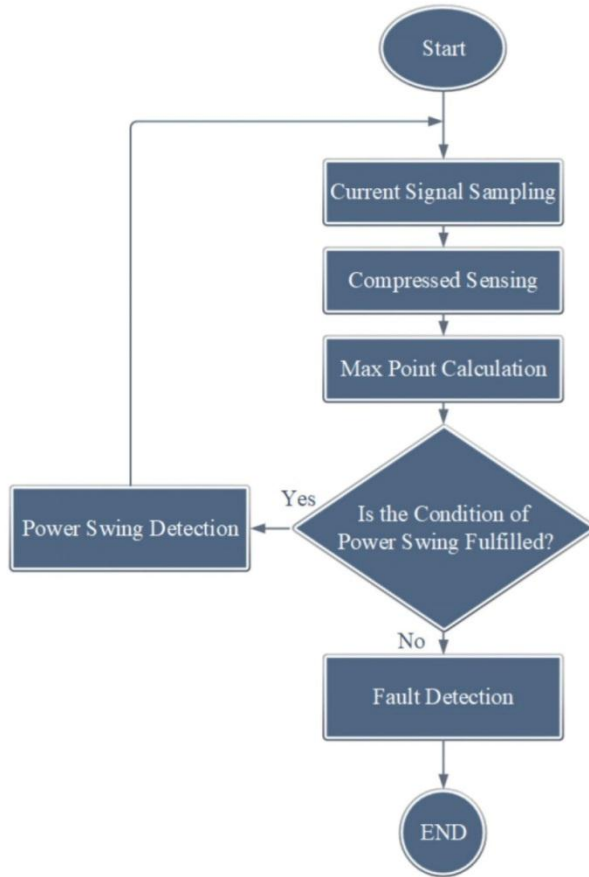 Start
Current Signal Sampling
Compressed Sensing
Max Point Calculation
Is the Condition of
Power Swing Fulfilled?
Yes
Power Swing Detection
No
Fault Detection
END